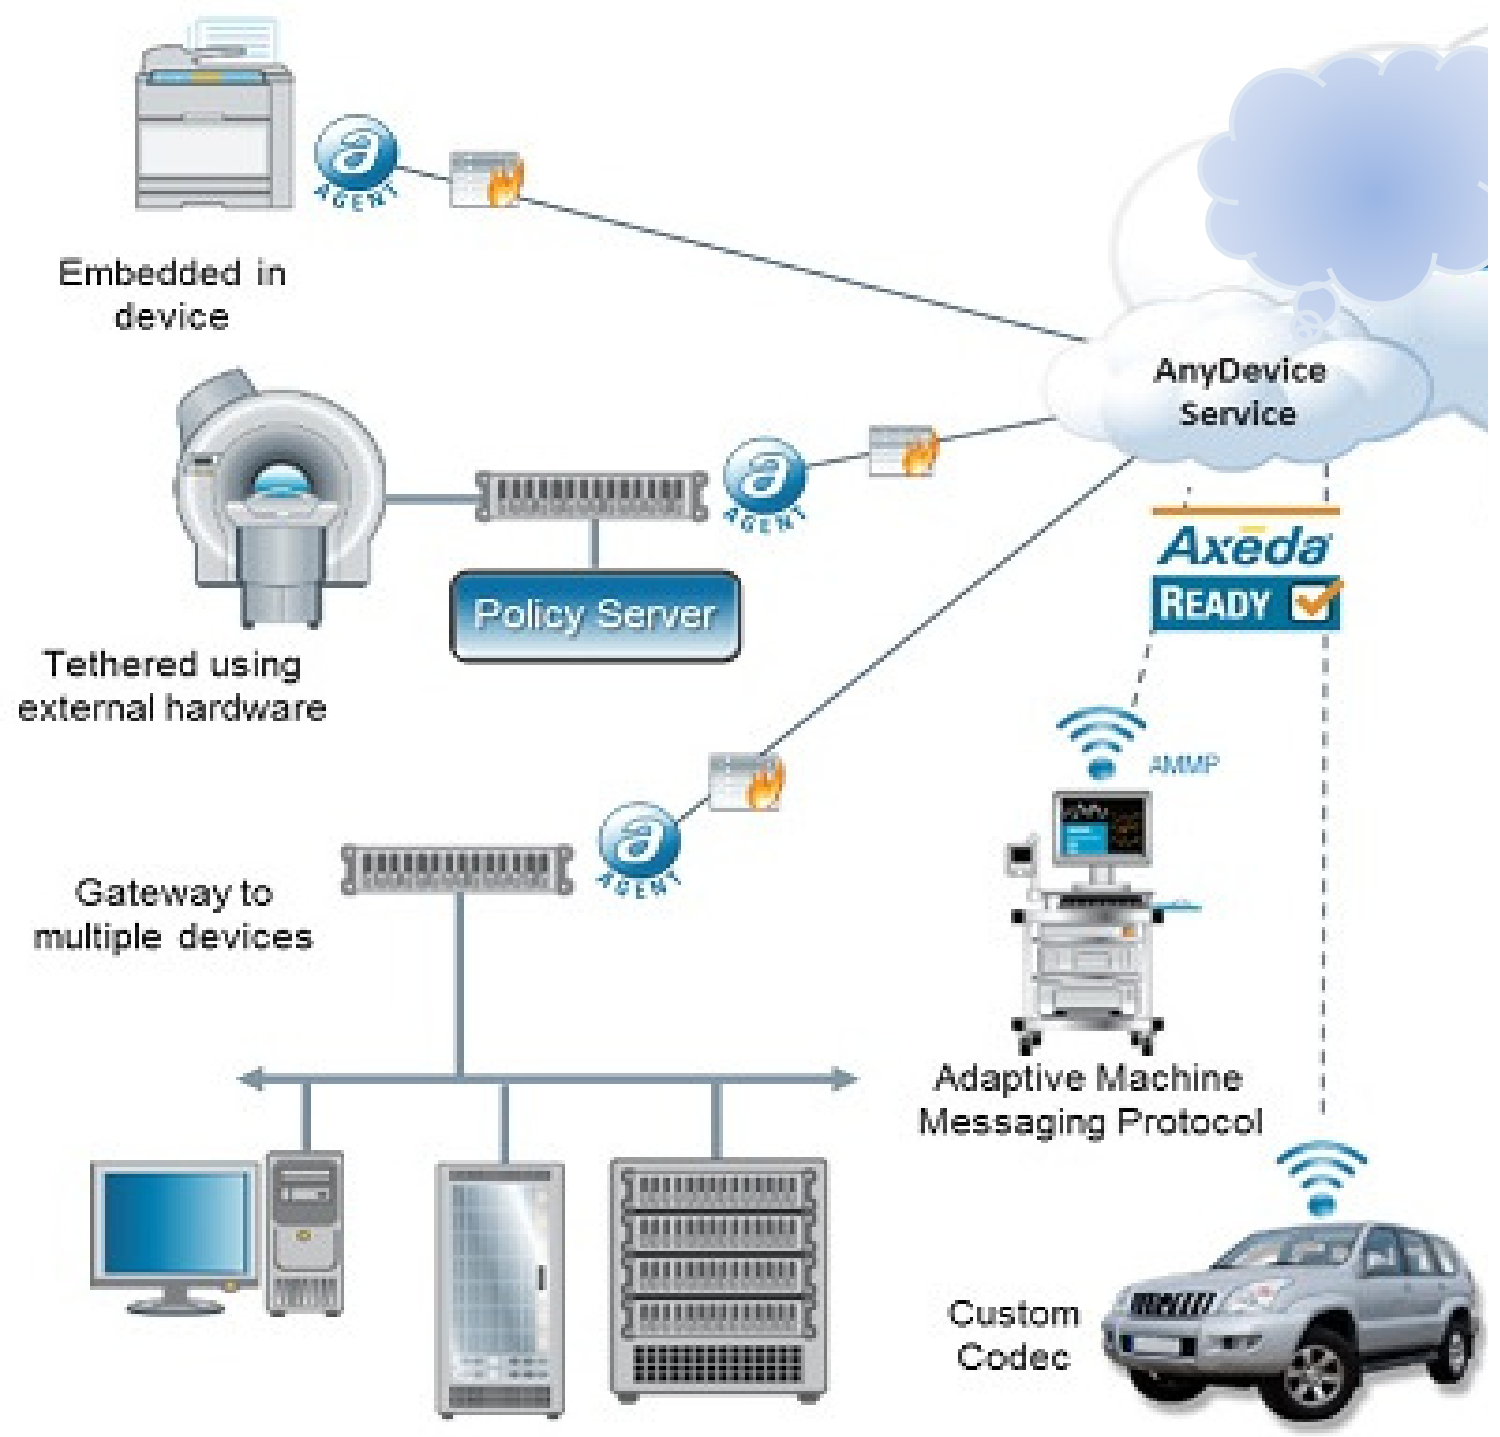 AGENT
Embedded in
device
AnyDevice
Service
AGENT
Axeda
READY
Policy Server
Tethered using
external hardware
AMMP
AGENT
Gateway to
multiple devices
Adaptive Machine
Messaging Protocol
Custom
Codec